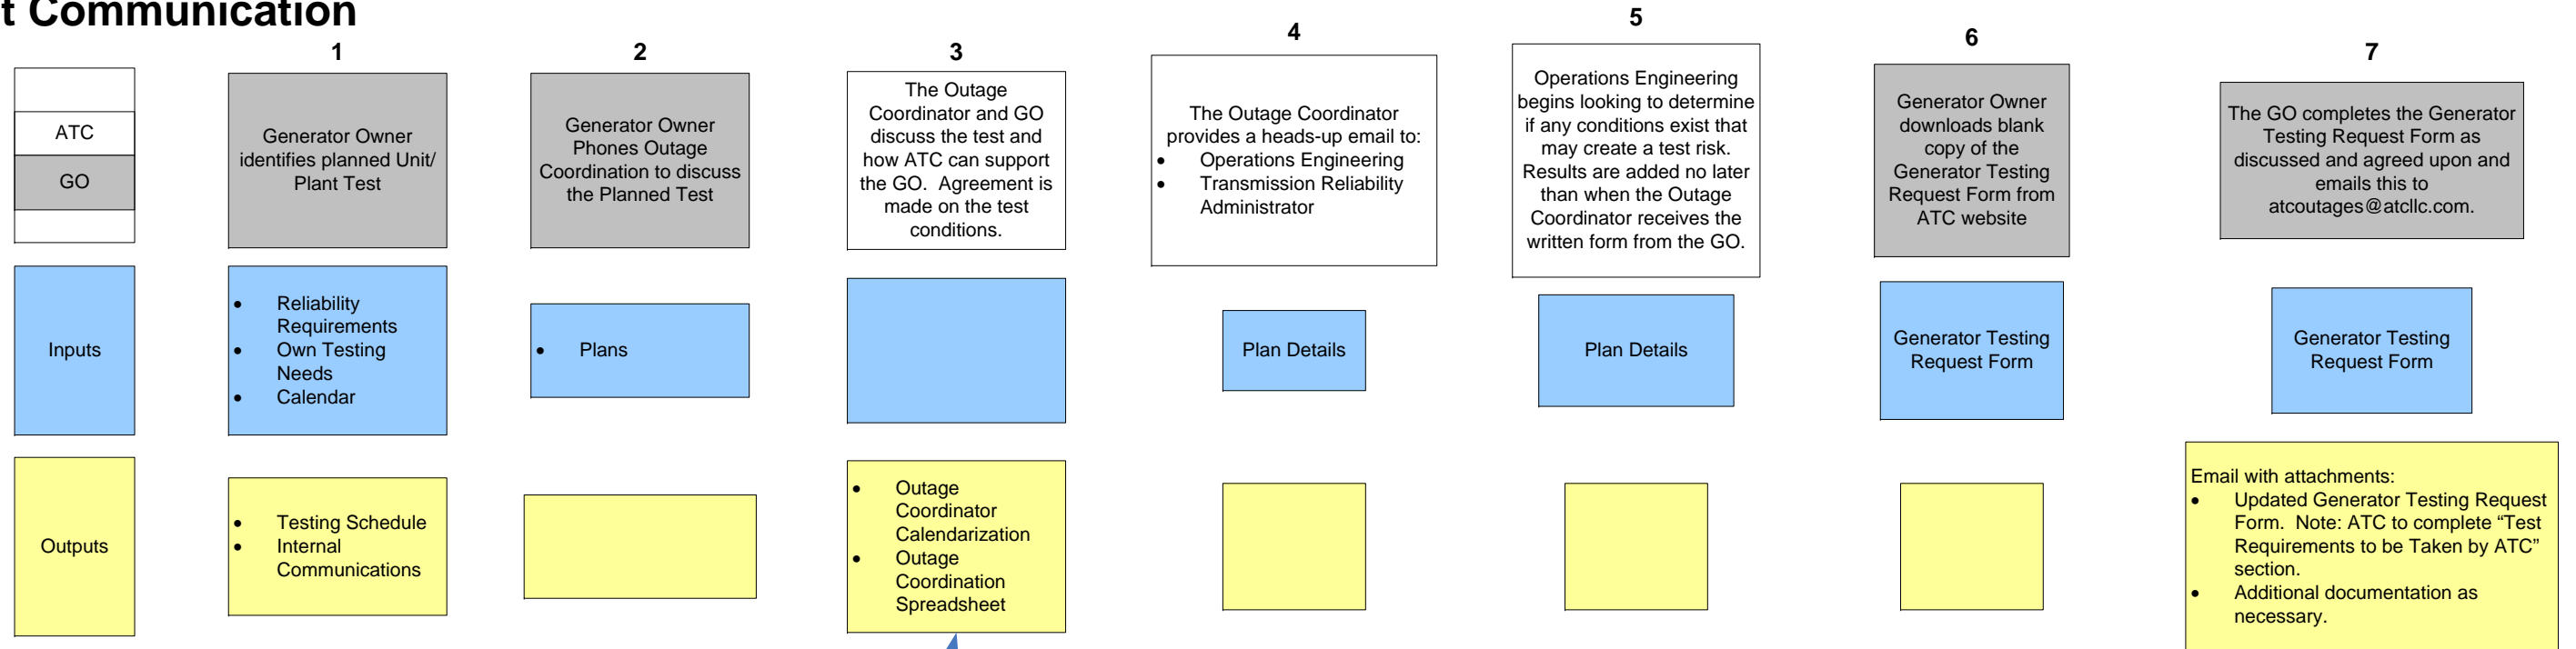 t Communication
ATC
GO
Inputs
Outputs
1
Generator Owner
identifies planned Unit/
Plant Test
• Reliability
Requirements
• Own Testing
Needs
• Calendar
• Testing Schedule
• Internal
Communications
2
Generator Owner
Phones Outage
Coordination to discuss
the Planned Test
• Plans
3
The Outage
Coordinator and GO
discuss the test and
how ATC can support
the GO.  Agreement is
made on the test
conditions.
• Outage
Coordinator
Calendarization
• Outage
Coordination
Spreadsheet
4
The Outage Coordinator
provides a heads-up email to:
• Operations Engineering
• Transmission Reliability
Administrator
Plan Details
5
Operations Engineering
begins looking to determine
if any conditions exist that
may create a test risk.
Results are added no later
than when the Outage
Coordinator receives the
written form from the GO.
Plan Details
6
Generator Owner
downloads blank
copy of the
Generator Testing
Request Form from
ATC website
Generator Testing
Request Form
7
The GO completes the Generator
Testing Request Form as
discussed and agreed upon and
emails this to
atcoutages@atcllc.com.
Generator Testing
Request Form
Email with attachments:
• Updated Generator Testing Request
Form.  Note: ATC to complete “Test
Requirements to be Taken by ATC”
section.
• Additional documentation as
necessary.